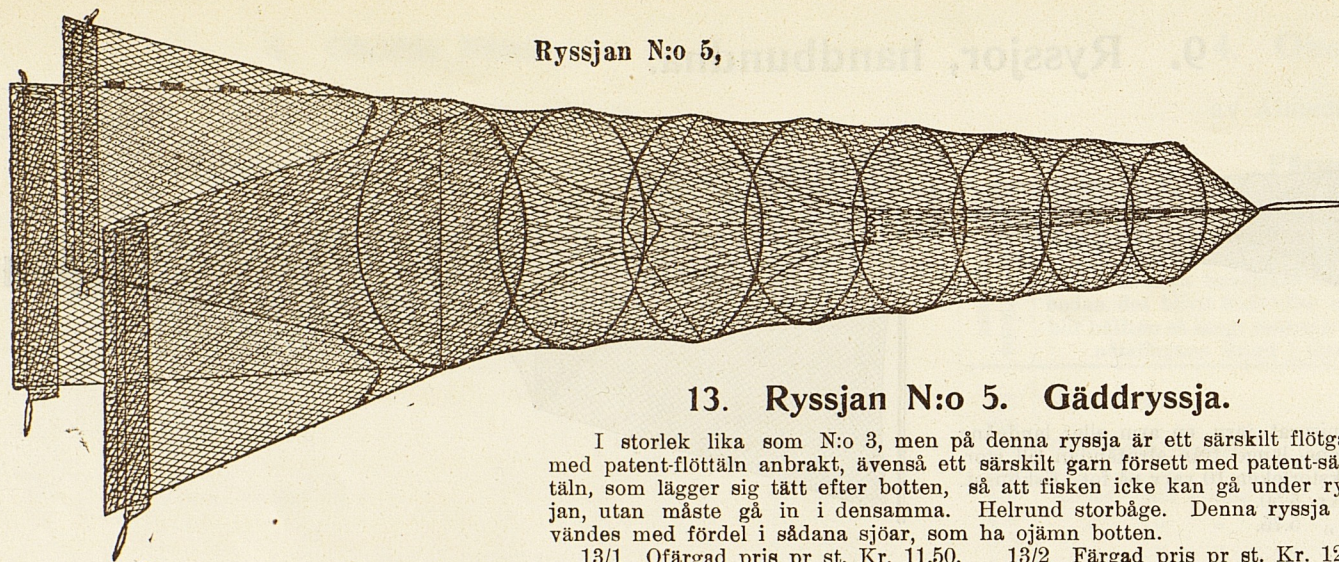 Ryssjan N:o 5,
13. Ryssjan N:o 5. Gäddryssja.
I storlek lika som N:o 3, men på denna ryssja är ett särskilt
med patent-flöttäln anbrakt, ävenså ett särskilt garn försett med
täln, som lägger sig tätt efter botten, så att fisken icke kan gå under
jan, utan måste gå in i densamma. Helrund storbåge. Denna ryssja
vändes med fördel i sådana sjöar, som ha ojämn botten.
13/1 Ofärgad pris pr st. Kr. 11.50. 13/2 Färgad pris pr st. Kr.
9. Ryssjor,